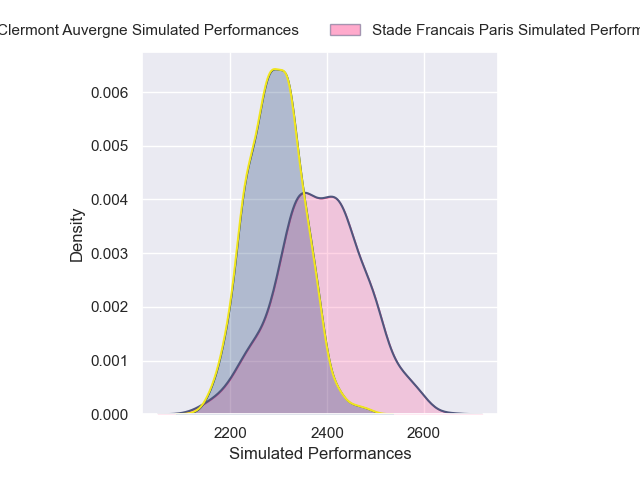 Clermont Auvergne Simulated Performances
Stade Francais Paris Simulated Perform
0.006
0.005
0.004
0.003
0.002
0.001
0.000
Density
2200 2400 2600
Simulated Performances